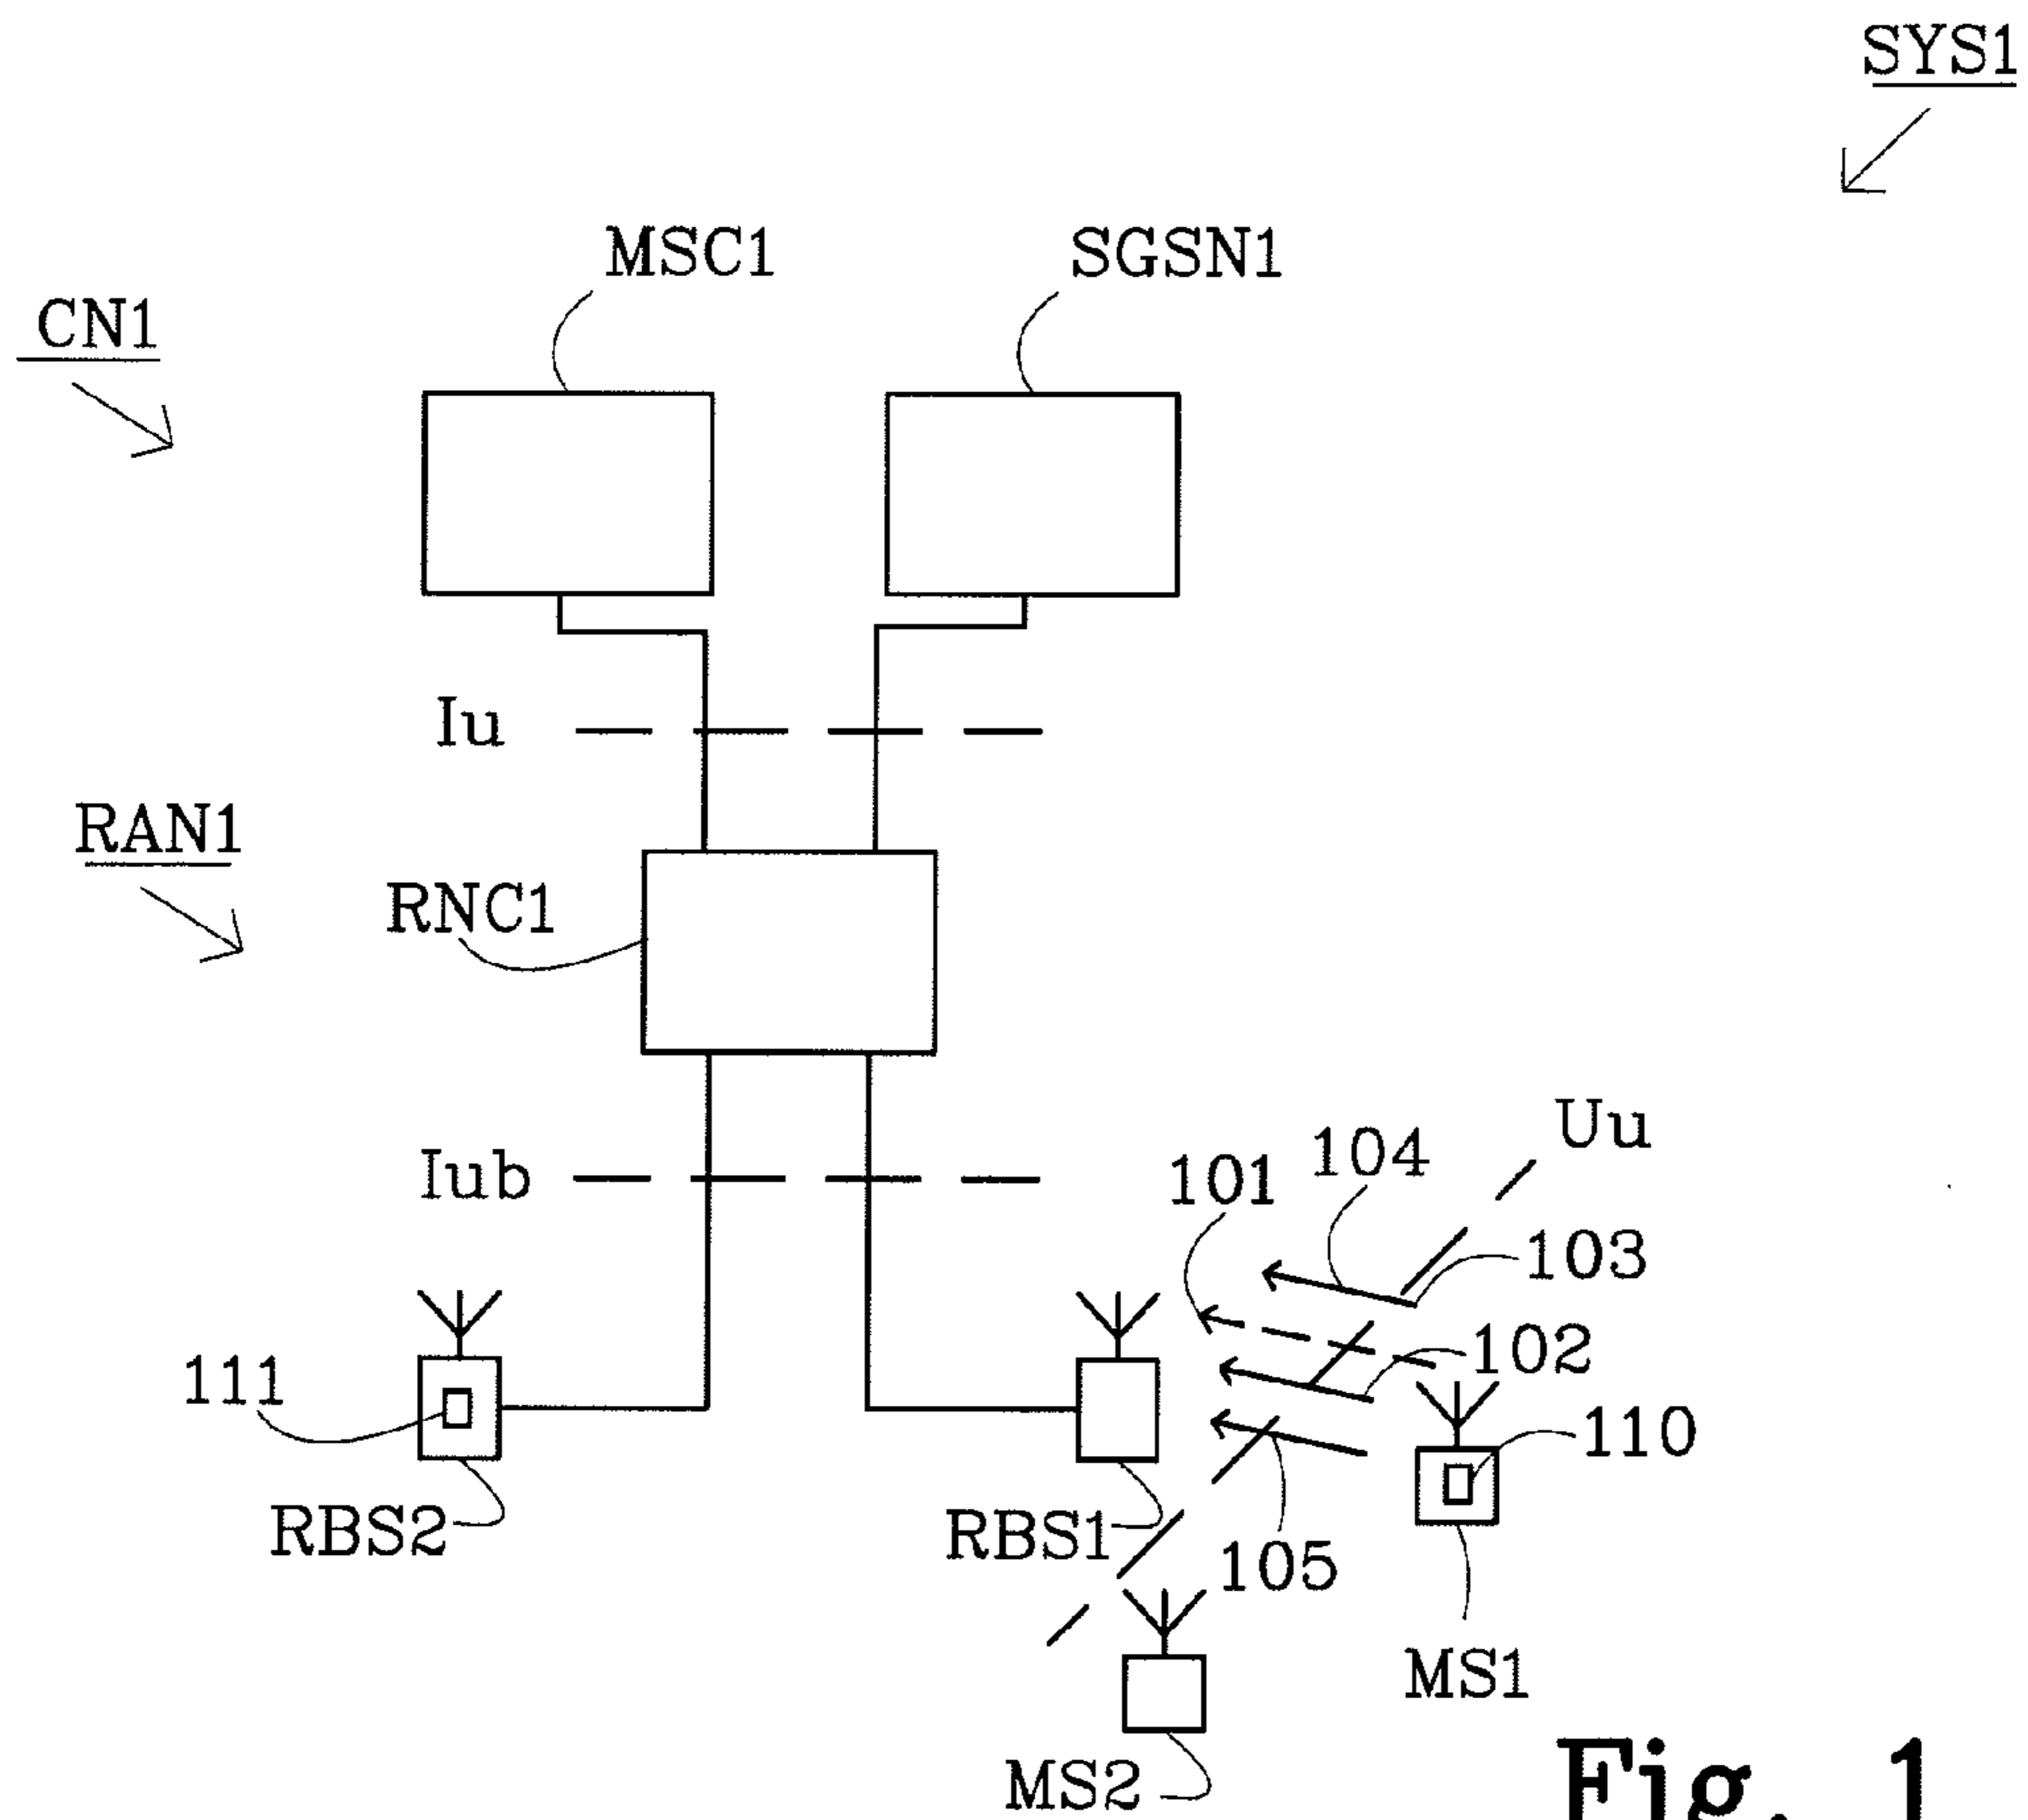 SYS1
MSC1
SGSN1
CN1
Iu
RAN1
RNC1
Uu
104
Iub
101
103
102
111
110
RBS2
RBS1
105
MS1
MS2
Fig. 1